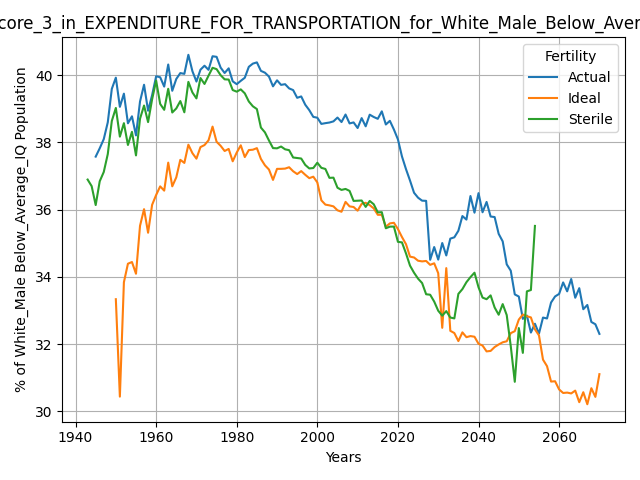 core_3_in_EXPENDITURE_FOR_TRANSPORTATION_for_White_Male_Below_Aver
% of White_Male Below_Average_IQ Population
40
38
36
34
32
30
1940
1960
1980
2000
2020
2040
2060
Years
Fertility
Actual
Ideal
Sterile